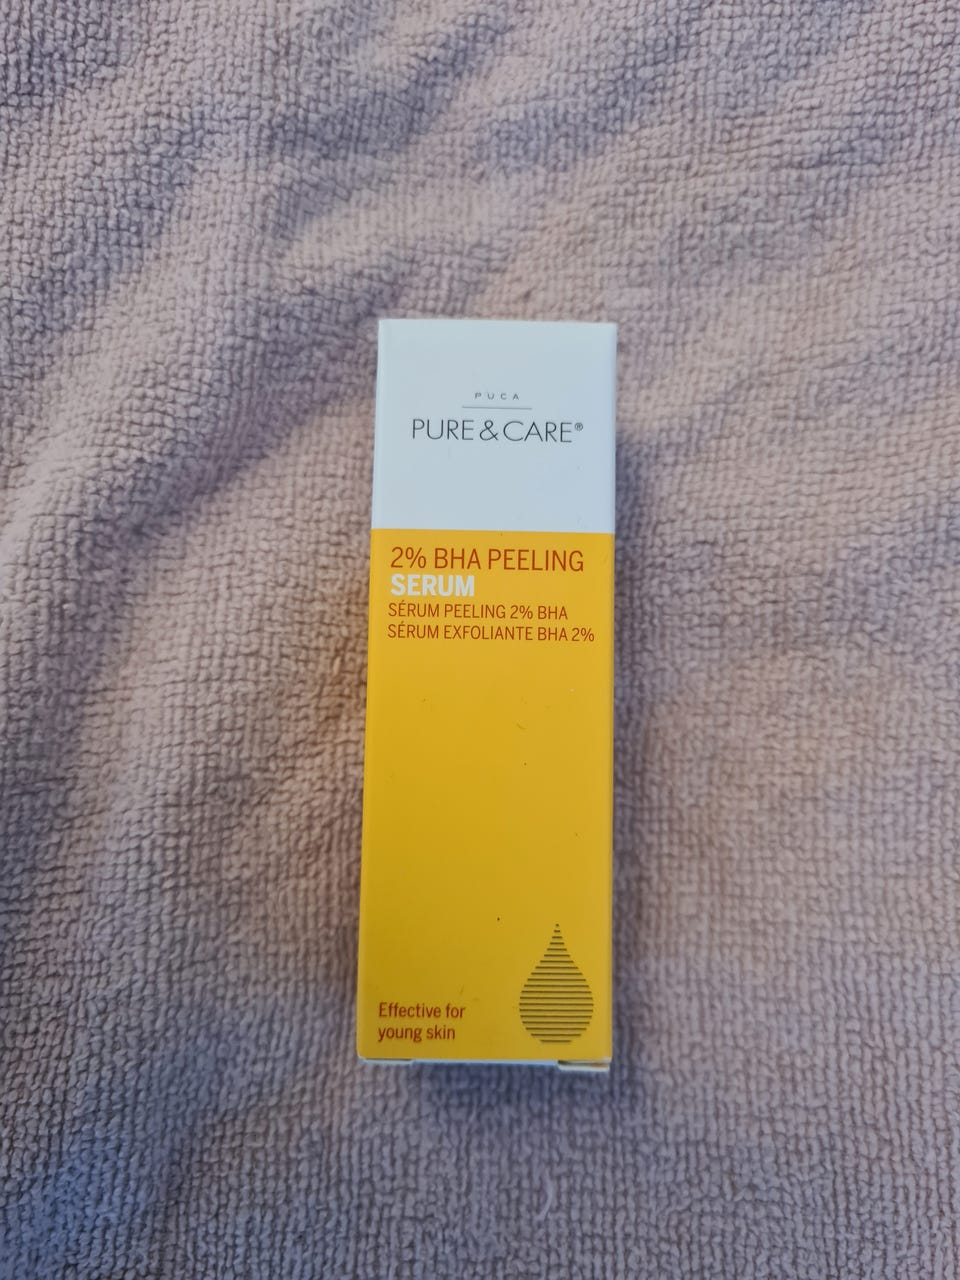 PUCA
PURE & CARE®
2% BHA PEELING
SERUM
SÉRUM PEELING 2% BHA
SÉRUM EXFOLIANTE BHA 2%
Effective for
young skin